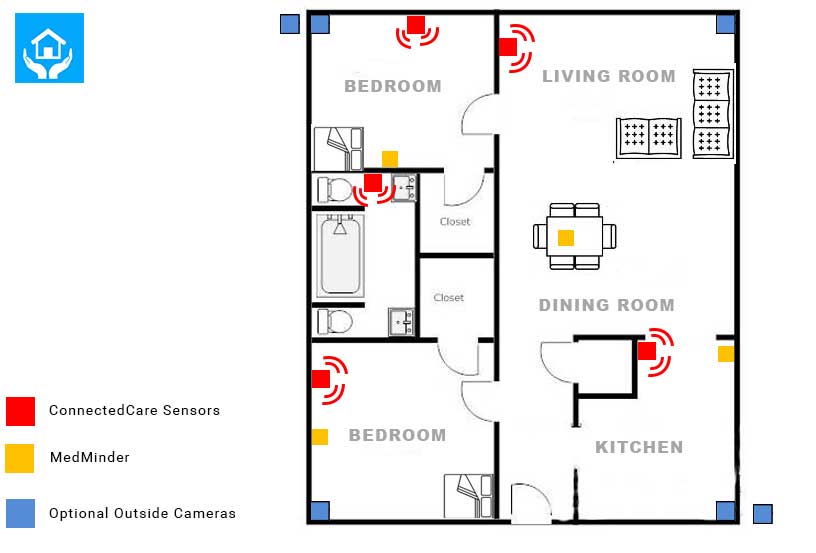 BEDROOM
LIVING ROOM
Closet
Closet
DINING ROOM
BEDROOM
KITCHEN
ConnectedCare Sensors
MedMinder
Optional Outside Cameras